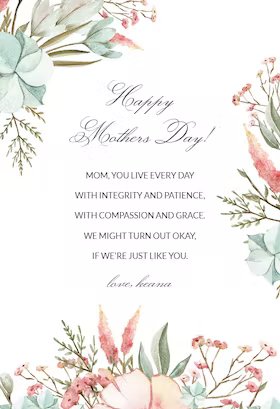 Happy
Mothers Day!
MOM, YOU LIVE EVERY DAY
WITH INTEGRITY AND PATIENCE,
WITH COMPASSION AND GRACE.
WE MIGHT TURN OUT OKAY,
IF WE'RE JUST LIKE YOU.
love, keana